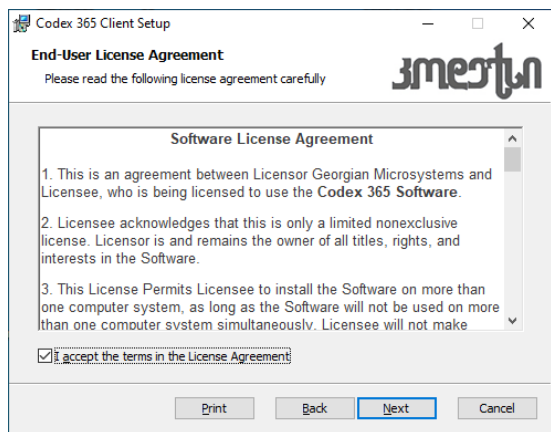 Codex 365 Client Setup
End-User License Agreement
Please read the following license agreement carefully
Software License Agreement
1. This is an agreement between Licensor Georgian Microsystems and
Licensee, who is being licensed to use the Codex 365 Software.
2. Licensee acknowledges that this is only a limited nonexclusive
license. Licensor is and remains the owner of all titles, rights, and
interests in the Software.
3. This License Permits Licensee to install the Software on more than
one computer system, as long as the Software will not be used on more
than one computer system simultaneously. Licensee will not make
I accept the terms in the License Agreement
Print Back Next Cancel